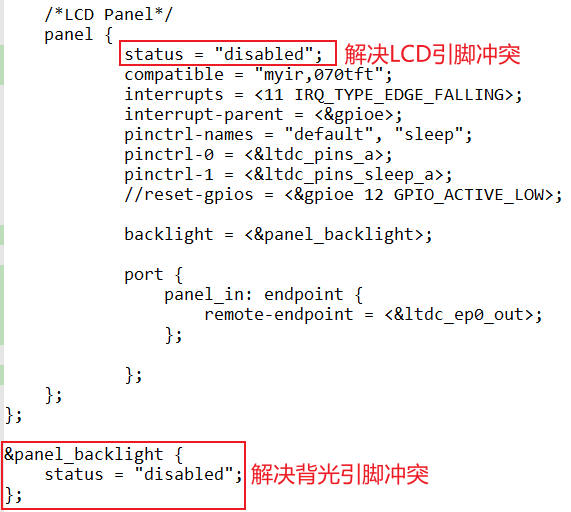 /*LCD Panel*/
panel {
status = "disabled"; 解决LCD引脚冲突
compatible = "myir,070tft";
interrupts = <11 IRQ_TYPE_EDGE_FALLING>;
interrupt-parent = <&gpioe>;
pinctrl-names = "default", "sleep";
pinctrl-0 = <&ltdc_pins_a>;
pinctrl-1 = <&ltdc_pins_sleep_a>;
//reset-gpios = <&gpioe 12 GPIO_ACTIVE_LOW>;
backlight = <&panel_backlight>;
port {
panel_in: endpoint {
remote-endpoint = <&ltdc_ep0_out>;
};
};
};
};
&panel_backlight {
status = "disabled"; 解决背光引脚冲突
};